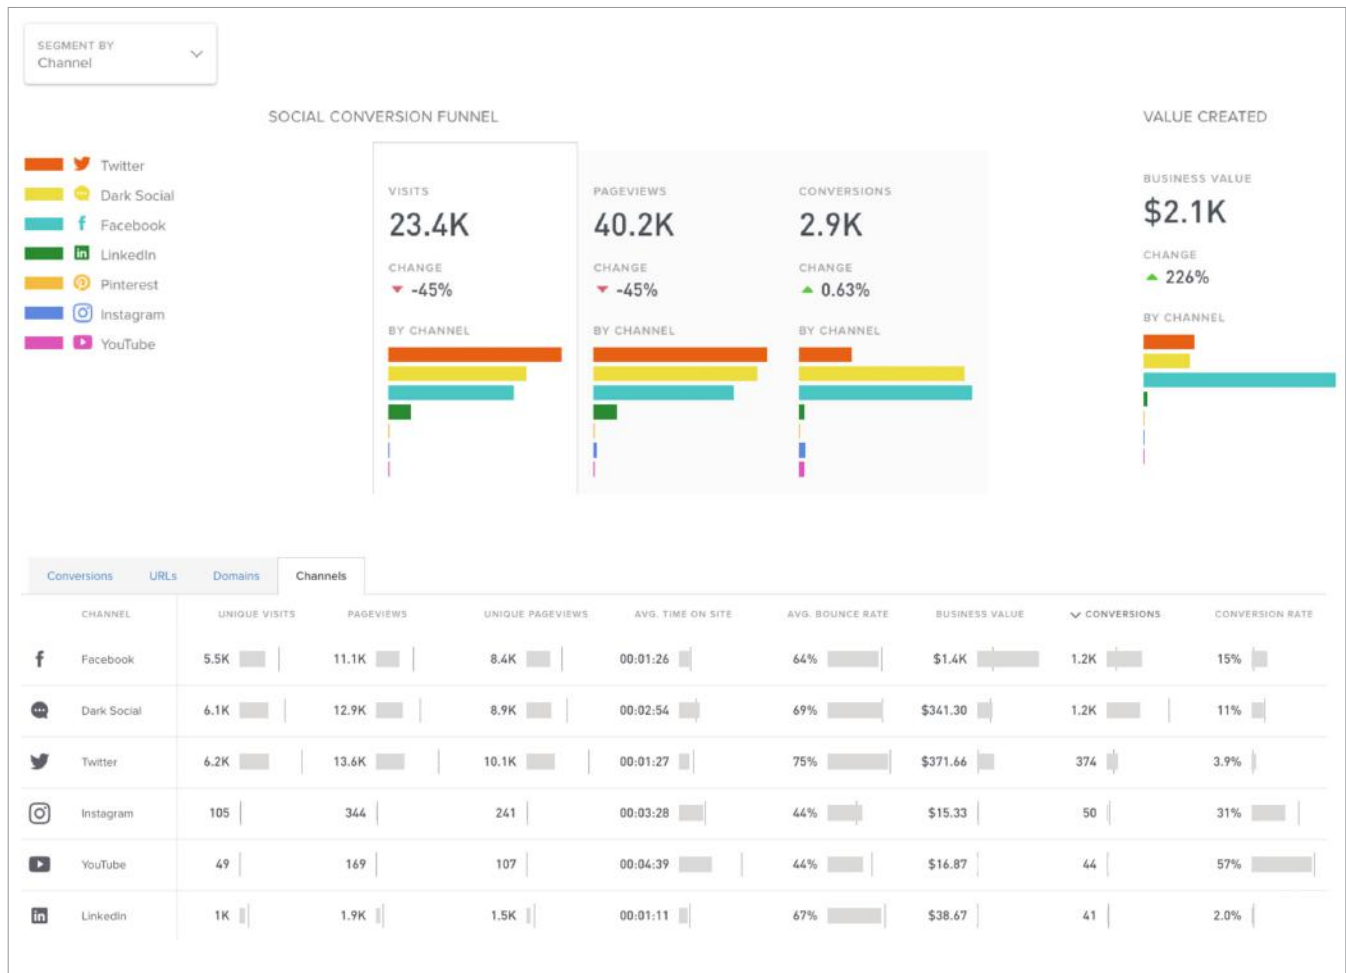 SEGMENT BY
Channel
SOCIAL CONVERSION FUNNEL
VALUE CREATED
Twitter
Dark Social
Facebook
LinkedIn
Pinterest
Instagram
YouTube
VISITS
23.4K
CHANGE
-45%
BY CHANNEL
PAGEVIEWS
40.2K
CHANGE
-45%
BY CHANNEL
CONVERSIONS
2.9K
CHANGE
0.63%
BY CHANNEL
BUSINESS VALUE
$2.1K
CHANGE
226%
BY CHANNEL
Conversions URLs Domains Channels
CHANNEL UNIQUE VISITS PAGEVIEWS UNIQUE PAGEVIEWS AVG. TIME ON SITE AVG. BOUNCE RATE BUSINESS VALUE CONVERSIONS CONVERSION RATE
Facebook 5.5K 11.1K 8.4K 00:01:26 64% $1.4K 1.2K 15%
Dark Social 6.1K 12.9K 8.9K 00:02:54 69% $341.30 1.2K 11%
Twitter 6.2K 13.6K 10.1K 00:01:27 75% $371.66 374 3.9%
Instagram 105 344 241 00:03:28 44% $15.33 50 31%
YouTube 49 169 107 00:04:39 44% $16.87 44 57%
LinkedIn 1K 1.9K 1.5K 00:01:11 67% $38.67 41 2.0%